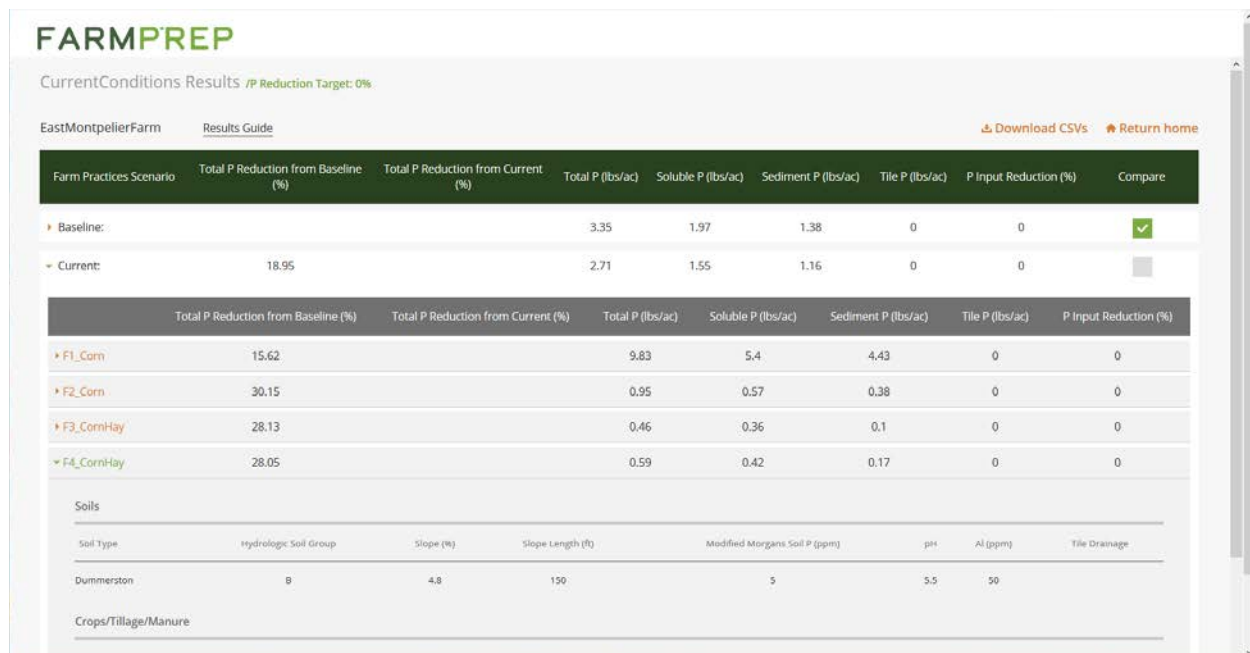 FARMPREP
CurrentConditions Results /P Reduction Target: 0%
EastMontpelierFarm Results Guide Download CSVs Return home
Farm Practices Scenario Total P Reduction from Baseline (%) Total P Reduction from Current (%) Total P (lbs/ac) Soluble P (lbs/ac) Sediment P (lbs/ac) Tile P (lbs/ac) P Input Reduction (%) Compare
Baseline: 3.35 1.97 1.38 0 0
Current: 18.95 2.71 1.55 1.16 0 0
Total P Reduction from Baseline (%) Total P Reduction from Current (%) Total P (lbs/ac) Soluble P (lbs/ac) Sediment P (lbs/ac) Tile P (lbs/ac) P Input Reduction (%)
F1_Corn 15.62 9.83 5.4 4.43 0 0
F2_Corn 30.15 0.95 0.57 0.38 0 0
F3_CornHay 28.13 0.46 0.36 0.1 0 0
F4_CornHay 28.05 0.59 0.42 0.17 0 0
Soils
Soil Type Hydrologic Soil Group Slope (%) Slope Length (ft) Modified Morgans Soil P (ppm) pH Al (ppm) Tile Drainage
Dummerston B 4.8 150 5 5.5 50
Crops/Tillage/Manure